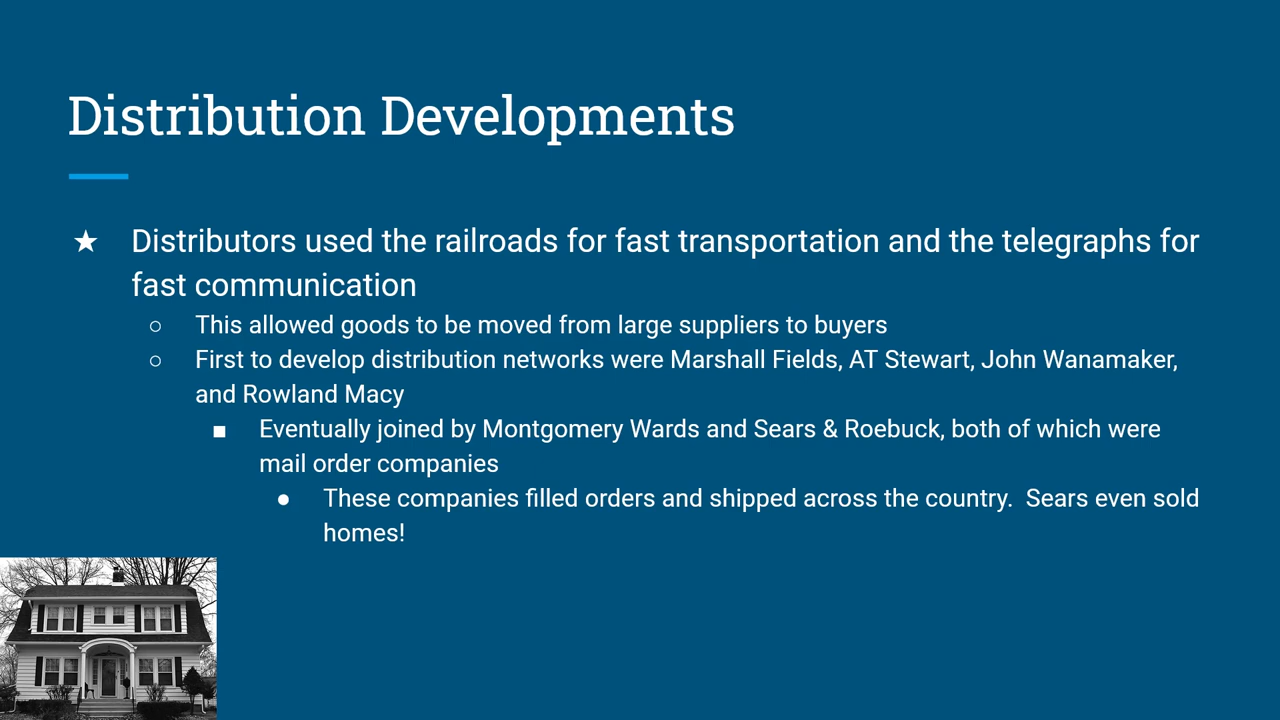 Distribution Developments
★ Distributors used the railroads for fast transportation and the telegraphs for
fast communication
○ This allowed goods to be moved from large suppliers to buyers
○ First to develop distribution networks were Marshall Fields, AT Stewart, John Wanamaker,
and Rowland Macy
■ Eventually joined by Montgomery Wards and Sears & Roebuck, both of which were
mail order companies
● These companies filled orders and shipped across the country.  Sears even sold
homes!